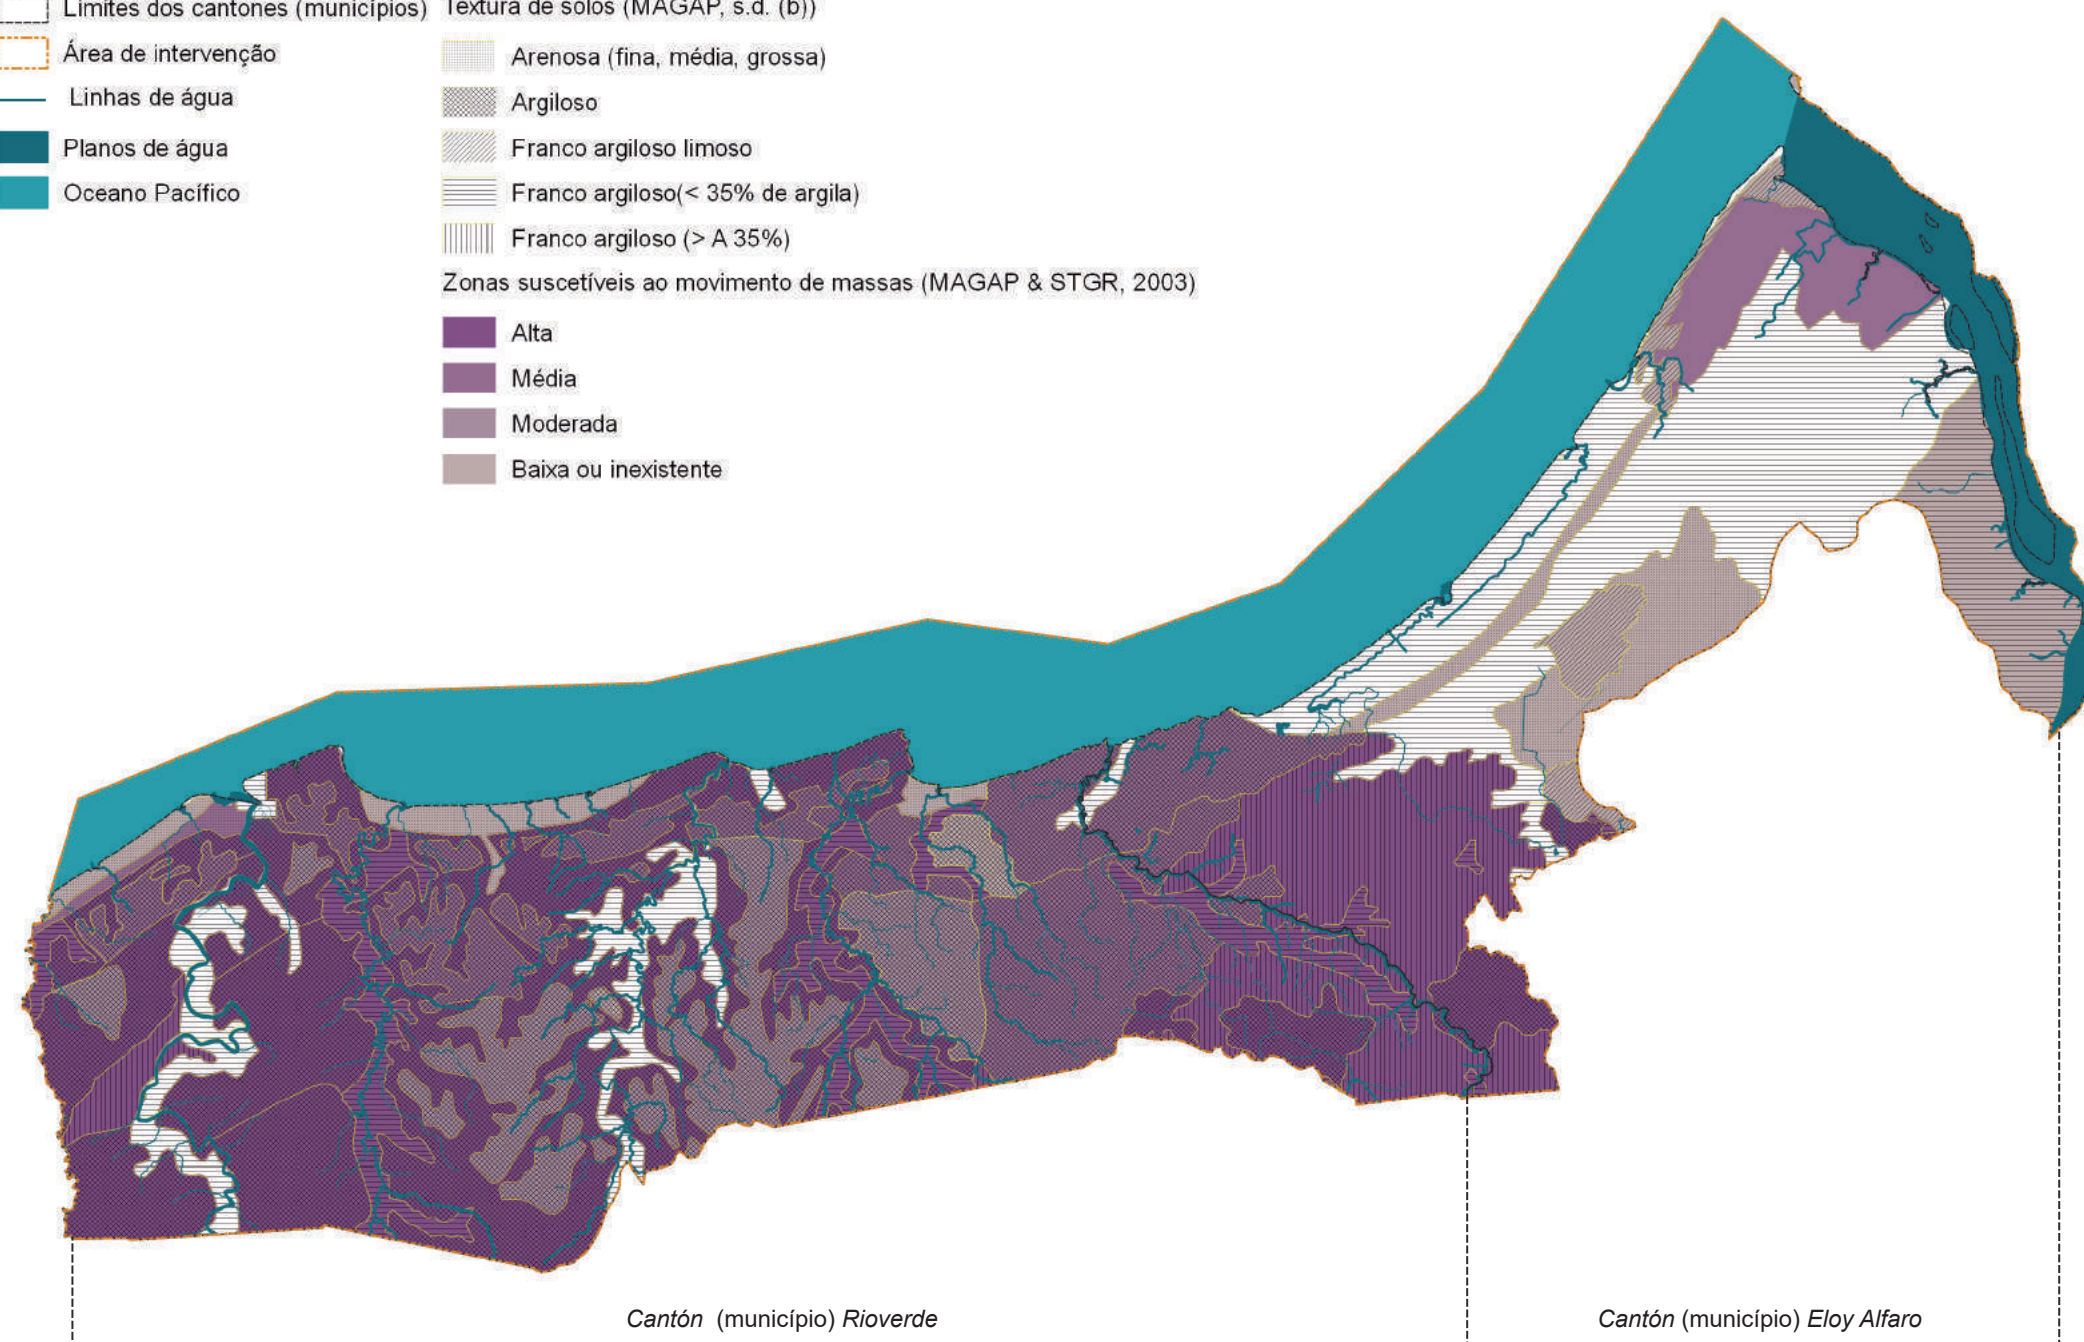 Limites dos cantones (municípios)
Área de intervenção
Linhas de água
Planos de água
Oceano Pacífico
Textura de solos (MAGAP, s.d. (b))
Arenosa (fina, média, grossa)
Argiloso
Franco argiloso limoso
Franco argiloso(< 35% de argila)
Franco argiloso (> A 35%)
Zonas suscetíveis ao movimento de massas (MAGAP & STGR, 2003)
Alta
Média
Moderada
Baixa ou inexistente
Cantón (município) Rioverde
Cantón (município) Eloy Alfaro